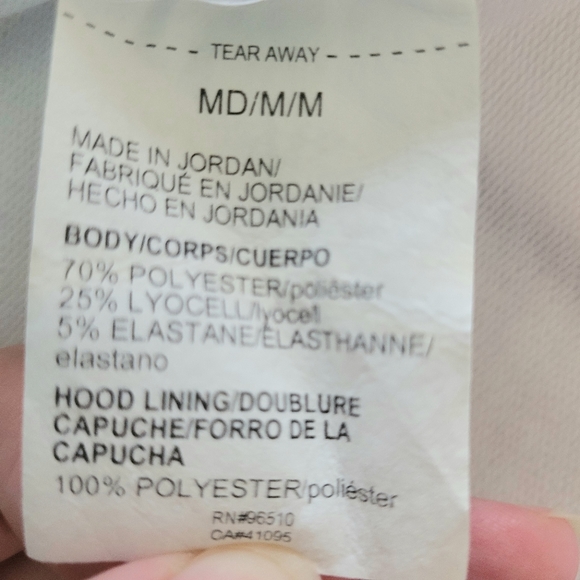 TEAR AWAY
MD/M/M
MADE IN JORDAN/
FABRIQUÉ EN JORDANIE/
HECHO EN JORDANIA
BODY/CORPS/CUERPO
70% POLYESTER/poliéster
25% LYOCELL/lyocell
5% ELASTANE/ÉLASTHANNE/
elastano
HOOD LINING/DOUBLURE
CAPUCHE/FORRO DE LA
CAPUCHA
100% POLYESTER/poliéster
RN#96510
CA#41095